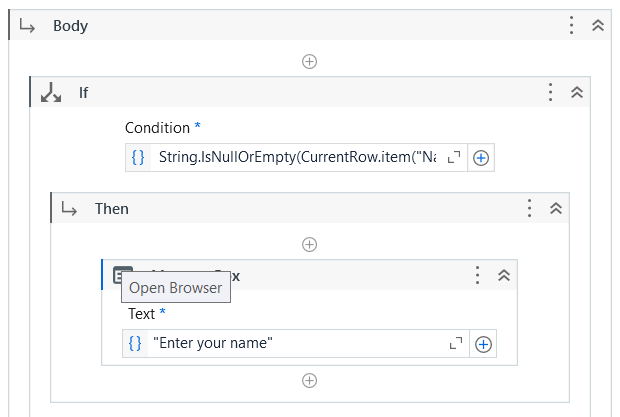 Body
If
Condition *
{} String.IsNullOrEmpty(CurrentRow.item("Na
Then
Open Browser
Text *
{} "Enter your name"